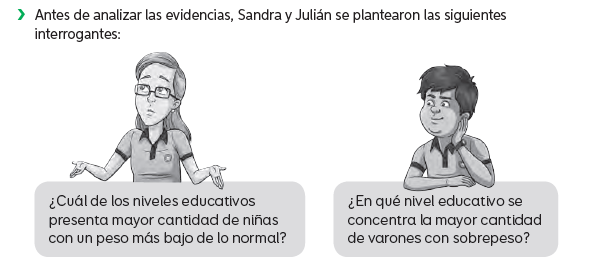 Antes de analizar las evidencias, Sandra y Julián se plantearon las siguientes
interrogantes:
¿Cuál de los niveles educativos
presenta mayor cantidad de niñas
con un peso más bajo de lo normal?
¿En qué nivel educativo se
concentra la mayor cantidad
de varones con sobrepeso?